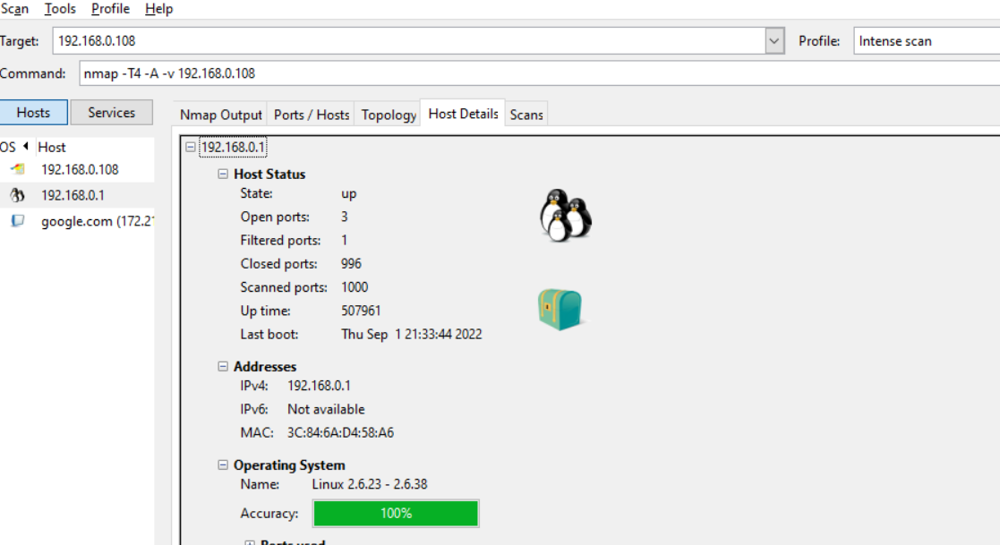 Scan Tools Profile Help
Target: 192.168.0.108 Profile: Intense scan
Command: nmap -T4 -A -v 192.168.0.108
Hosts Services
Nmap Output Ports / Hosts Topology Host Details Scans
OS Host
192.168.0.108
192.168.0.1
google.com (172.21
192.168.0.1
Host Status
State: up
Open ports: 3
Filtered ports: 1
Closed ports: 996
Scanned ports: 1000
Up time: 507961
Last boot: Thu Sep 1 21:33:44 2022
Addresses
IPv4: 192.168.0.1
IPv6: Not available
MAC: 3C:84:6A:D4:58:A6
Operating System
Name: Linux 2.6.23 - 2.6.38
Accuracy: 100%
Ports used